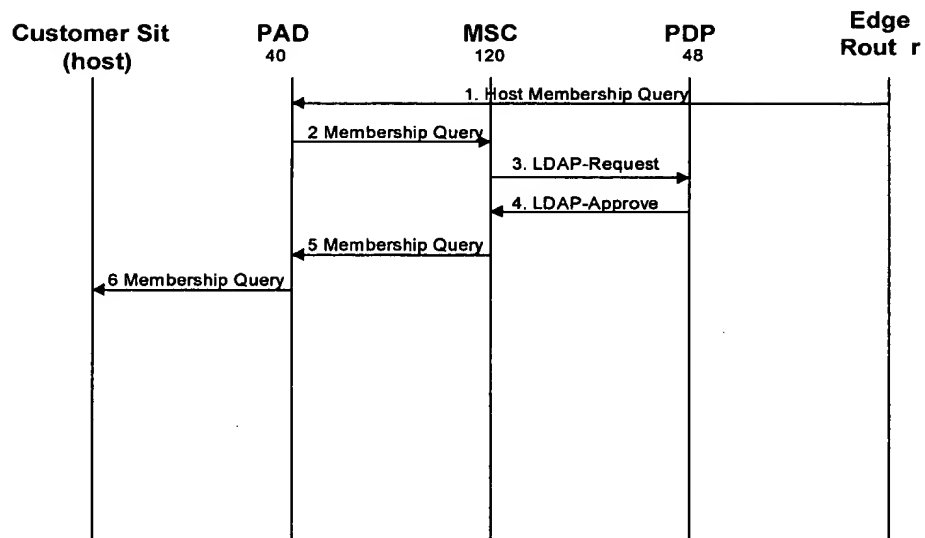 Customer Sit
(host)
PAD
40
MSC
120
PDP
48
Edge
Rout r
1. Host Membership Query
2 Membership Query
3. LDAP-Request
4. LDAP-Approve
5 Membership Query
6 Membership Query